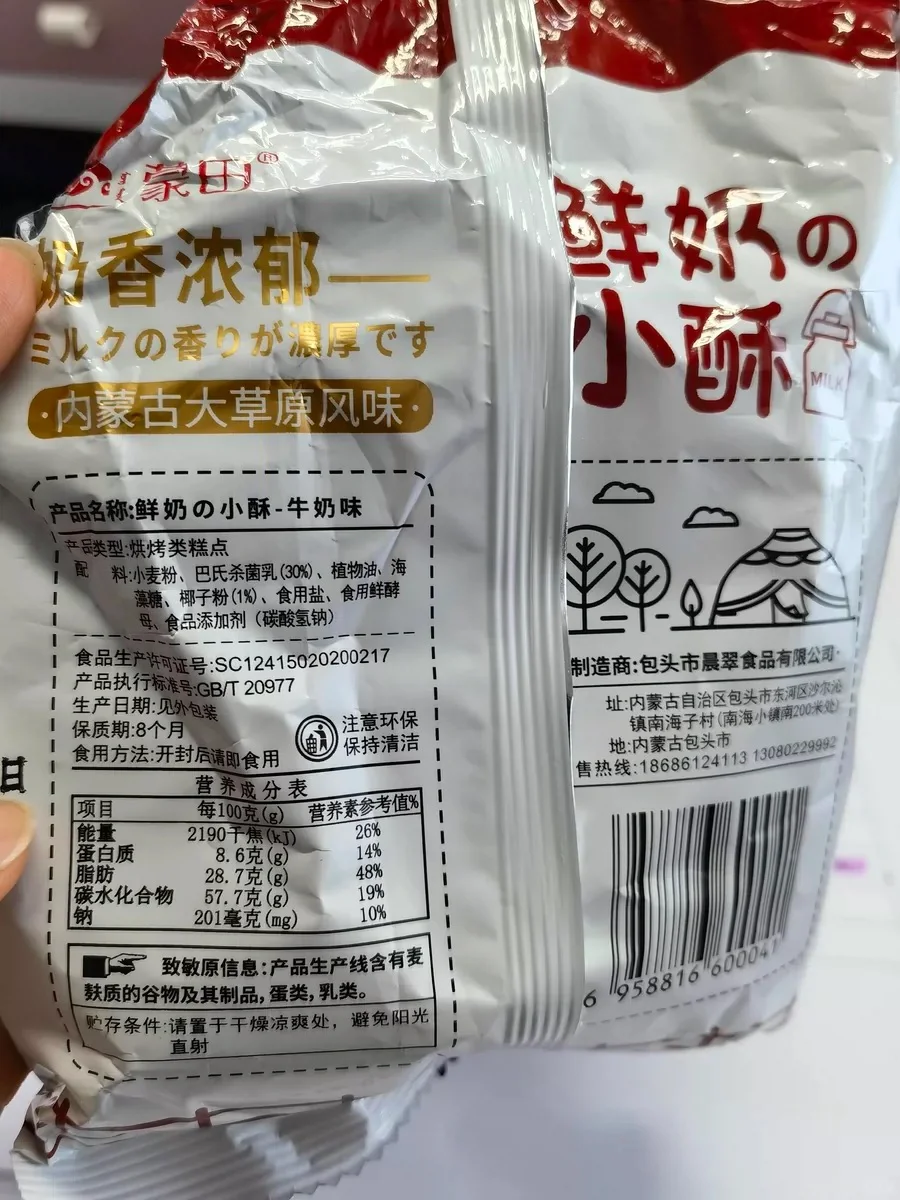 蒙田®
奶香浓郁——
ミルクの香りが濃厚です
·内蒙古大草原风味·
产品名称:鲜奶の小酥-牛奶味
产品类型:烘烤类糕点
配 料:小麦粉、巴氏杀菌乳(30%)、植物油、海
藻糖、椰子粉(1%)、食用盐、食用鲜酵
母、食品添加剂（碳酸氢钠）
食品生产许可证号:SC12415020200217
产品执行标准号:GB/T 20977
生产日期:见外包装
保质期:8个月
食用方法:开封后请即食用
注意环保
保持清洁
营养成分表
项目 每100克(g) 营养素参考值%
能量 2190千焦(kJ) 26%
蛋白质 8.6克(g) 14%
脂肪 28.7克(g) 48%
碳水化合物 57.7克(g) 19%
钠 201毫克(mg) 10%
致敏原信息:产品生产线含有麦
麸质的谷物及其制品,蛋类,乳类。
贮存条件:请置于干燥凉爽处，避免阳光
直射
日
鲜奶の
小酥
MILK
制造商:包头市晨翠食品有限公司
址:内蒙古自治区包头市东河区沙尔沁
镇南海子村(南海小镇南200米处)
地:内蒙古包头市
售热线:18686124113 13080229992
6 958816 600041